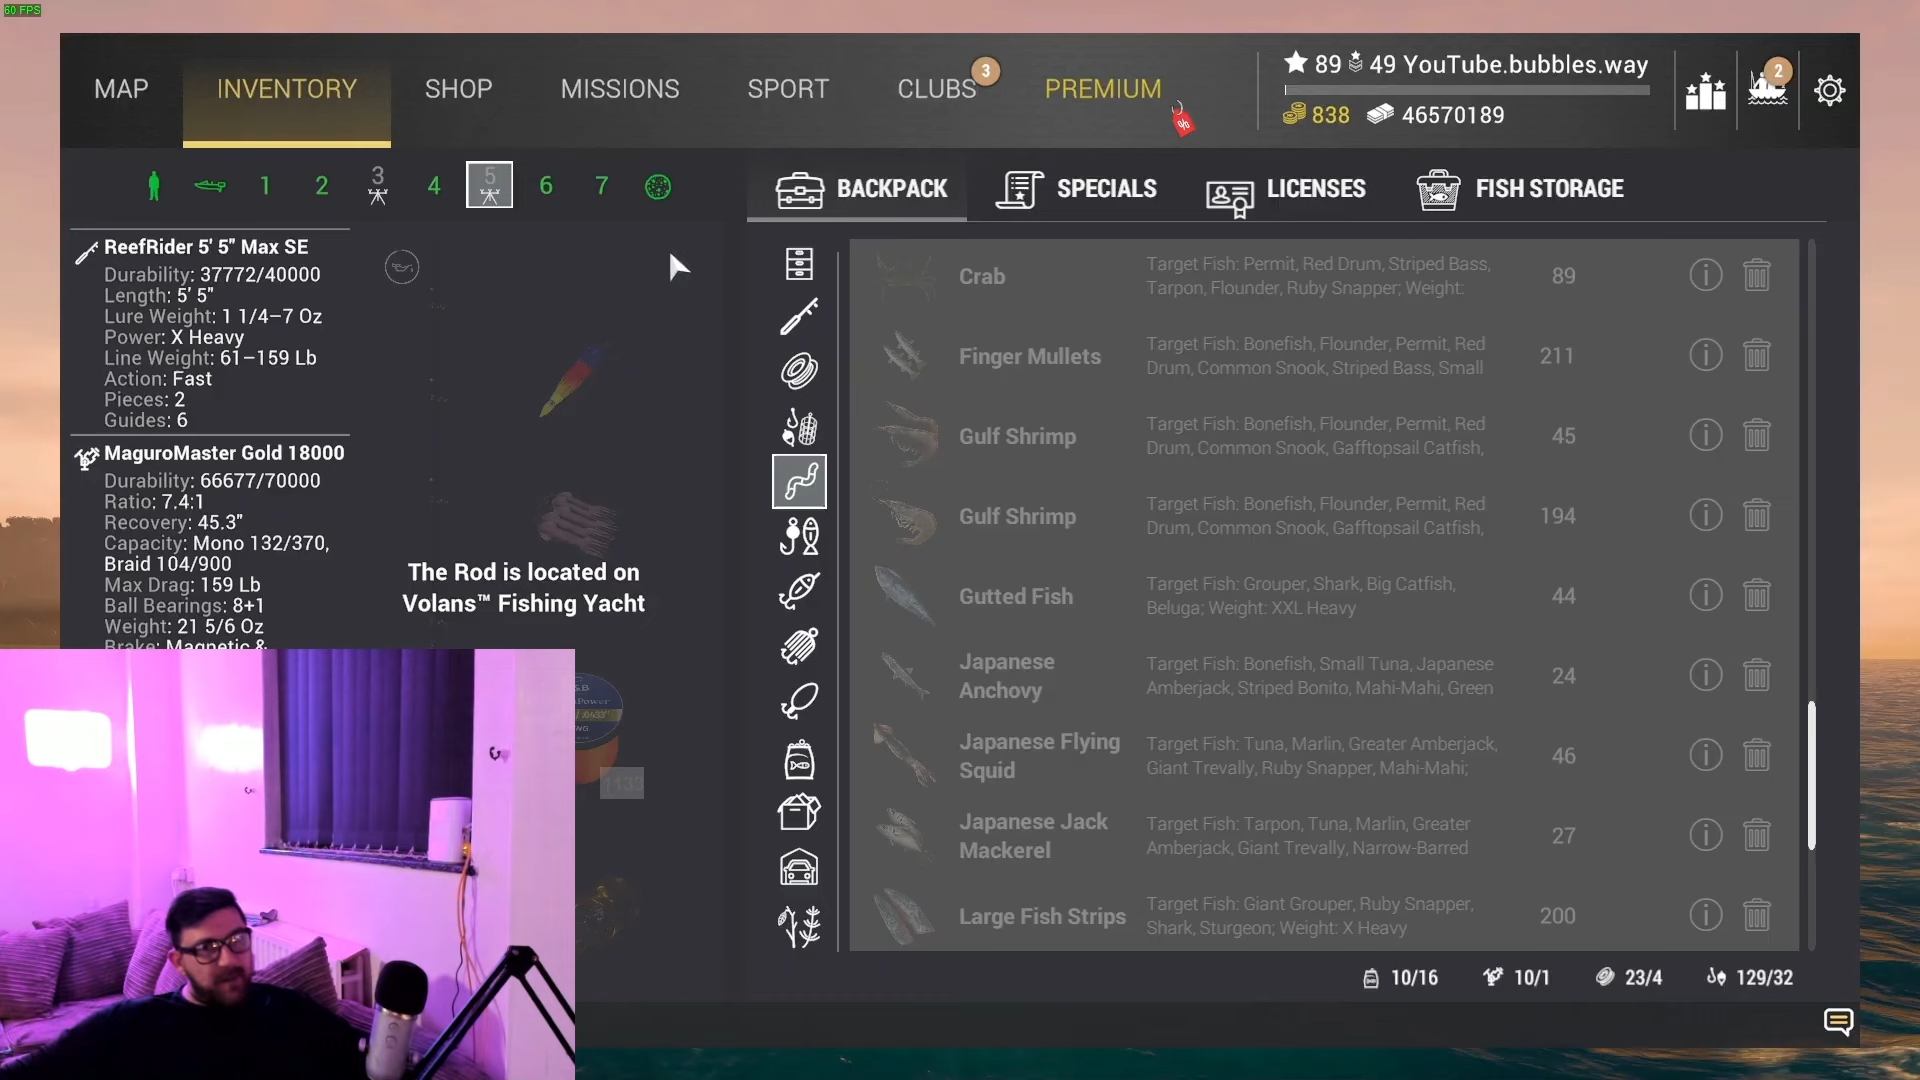 60 FPS
MAP
INVENTORY
SHOP
MISSIONS
SPORT
CLUBS
3
PREMIUM
%
89 49 YouTube.bubbles.way
838 46570189
2
1
2
3
4
5
6
7
BACKPACK
SPECIALS
LICENSES
FISH STORAGE
ReefRider 5' 5" Max SE
Durability: 37772/40000
Length: 5' 5"
Lure Weight: 1 1/4–7 Oz
Power: X Heavy
Line Weight: 61–159 Lb
Action: Fast
Pieces: 2
Guides: 6
MaguroMaster Gold 18000
Durability: 66677/70000
Ratio: 7.4:1
Recovery: 45.3"
Capacity: Mono 132/370,
Braid 104/900
Max Drag: 159 Lb
Ball Bearings: 8+1
Weight: 21 5/6 Oz
Brake: Magnetic &
The Rod is located on
Volans™ Fishing Yacht
1133
Crab
Target Fish: Permit, Red Drum, Striped Bass,
Tarpon, Flounder, Ruby Snapper; Weight:
89
Finger Mullets
Target Fish: Bonefish, Flounder, Permit, Red
Drum, Common Snook, Striped Bass, Small
211
Gulf Shrimp
Target Fish: Bonefish, Flounder, Permit, Red
Drum, Common Snook, Gafftopsail Catfish,
45
Gulf Shrimp
Target Fish: Bonefish, Flounder, Permit, Red
Drum, Common Snook, Gafftopsail Catfish,
194
Gutted Fish
Target Fish: Grouper, Shark, Big Catfish,
Beluga; Weight: XXL Heavy
44
Japanese
Anchovy
Target Fish: Bonefish, Small Tuna, Japanese
Amberjack, Striped Bonito, Mahi-Mahi, Green
24
Japanese Flying
Squid
Target Fish: Tuna, Marlin, Greater Amberjack,
Giant Trevally, Ruby Snapper, Mahi-Mahi;
46
Japanese Jack
Mackerel
Target Fish: Tarpon, Tuna, Marlin, Greater
Amberjack, Giant Trevally, Narrow-Barred
27
Large Fish Strips
Target Fish: Giant Grouper, Ruby Snapper,
Shark, Sturgeon; Weight: X Heavy
200
10/16
10/1
23/4
129/32